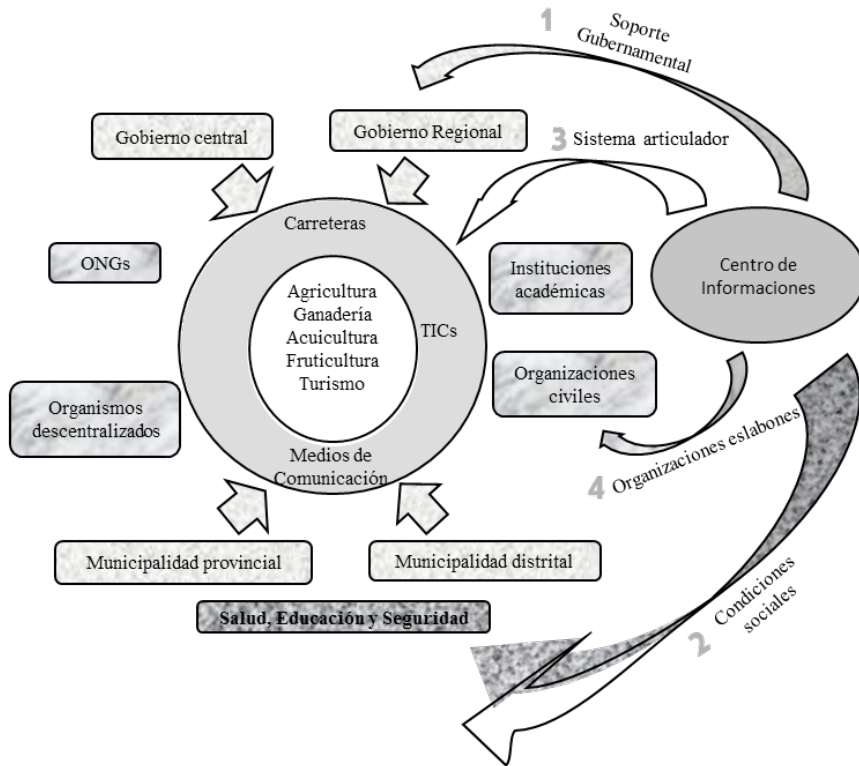 1
Soporte
Gubernamental
Gobierno central
Gobierno Regional
3 Sistema articulador
Carreteras
ONGs
Instituciones
académicas
Centro de
Informaciones
Agricultura
Ganadería
Acuicultura
Fruticultura
Turismo
TICs
Organizaciones
civiles
Organismos
descentralizados
Medios de
Comunicación
4 Organizaciones eslabones
Municipalidad provincial
Municipalidad distrital
Salud, Educación y Seguridad
2
Condiciones
sociales